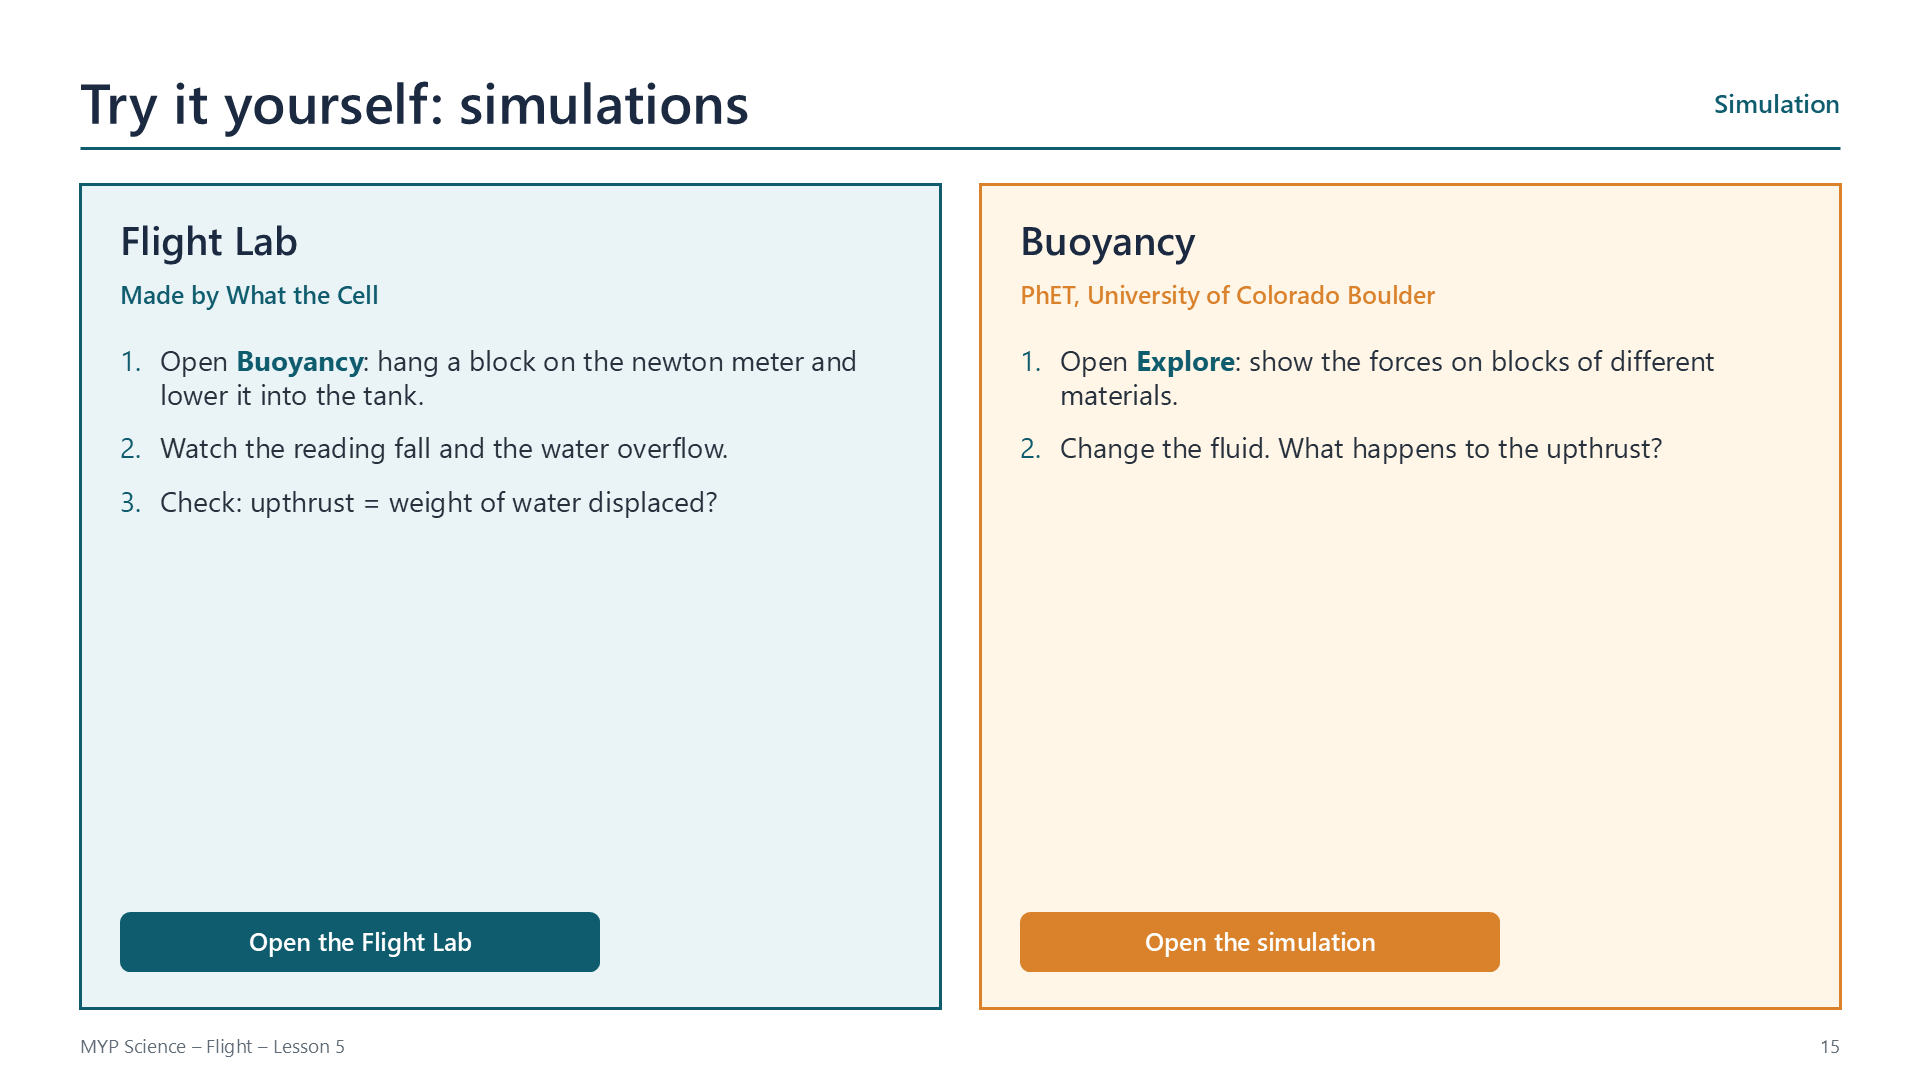 Try it yourself: simulations
Simulation
Flight Lab
Made by What the Cell
1. Open Buoyancy: hang a block on the newton meter and
lower it into the tank.
2. Watch the reading fall and the water overflow.
3. Check: upthrust = weight of water displaced?
Open the Flight Lab
Buoyancy
PhET, University of Colorado Boulder
1. Open Explore: show the forces on blocks of different
materials.
2. Change the fluid. What happens to the upthrust?
Open the simulation
MYP Science – Flight – Lesson 5
15